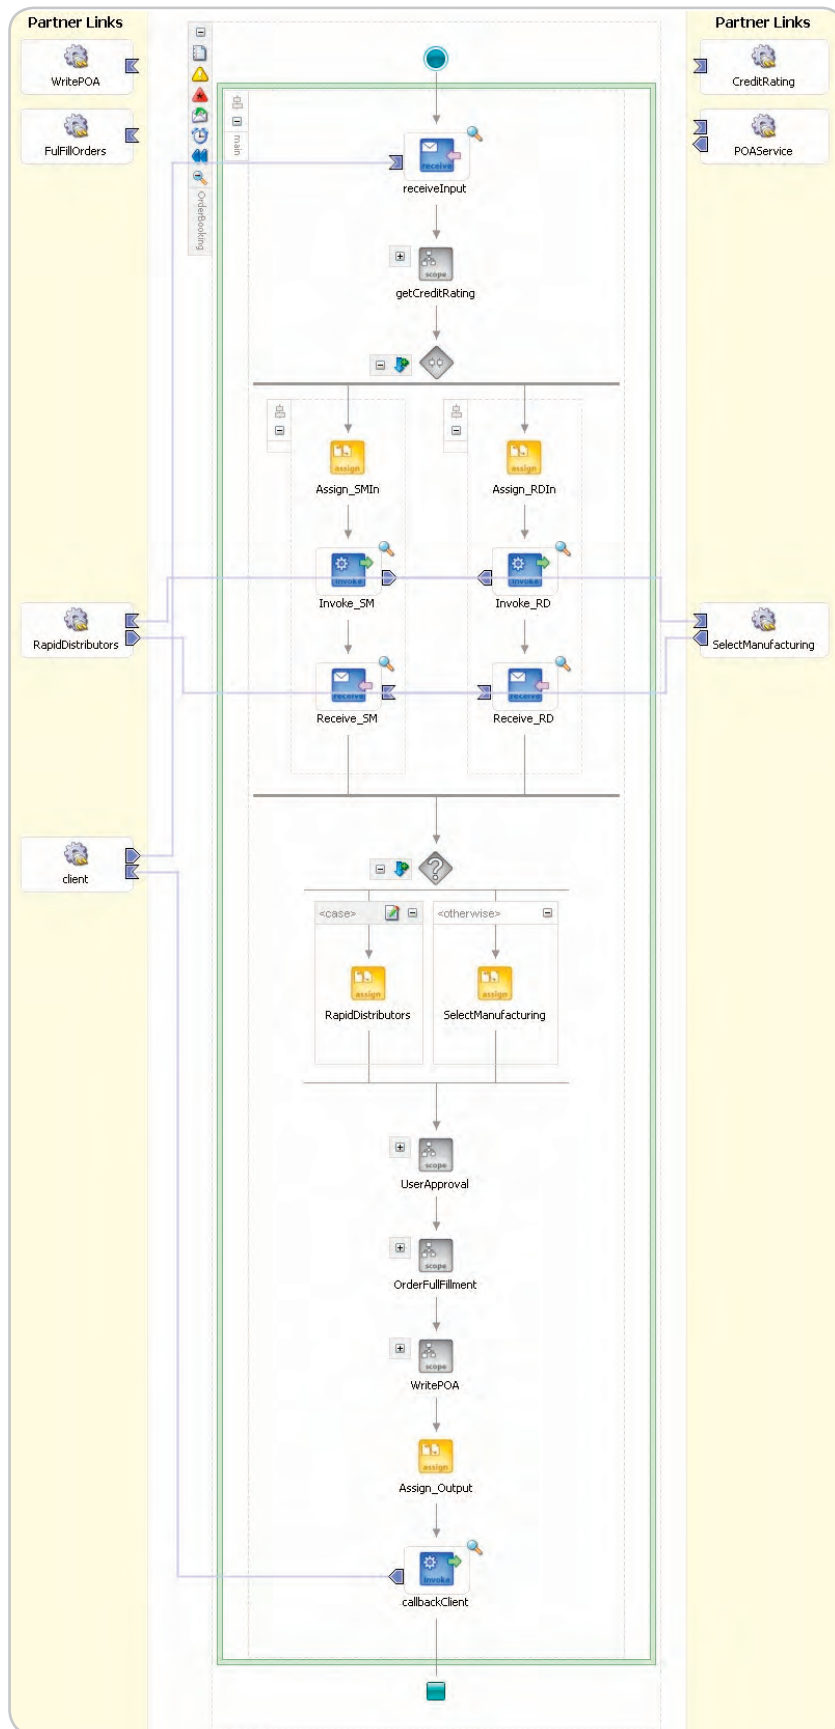 Partner Links
Partner Links
WritePOA
CreditRating
FulFillOrders
POAService
OrderBooking
main
receive
receiveInput
scope
getCreditRating
assign
Assign_SMIn
assign
Assign_RDIn
invoke
Invoke_SM
invoke
Invoke_RD
RapidDistributors
SelectManufacturing
receive
Receive_SM
receive
Receive_RD
client
<case>
<otherwise>
assign
RapidDistributors
assign
SelectManufacturing
scope
UserApproval
scope
OrderFullFillment
scope
WritePOA
assign
Assign_Output
invoke
callbackClient